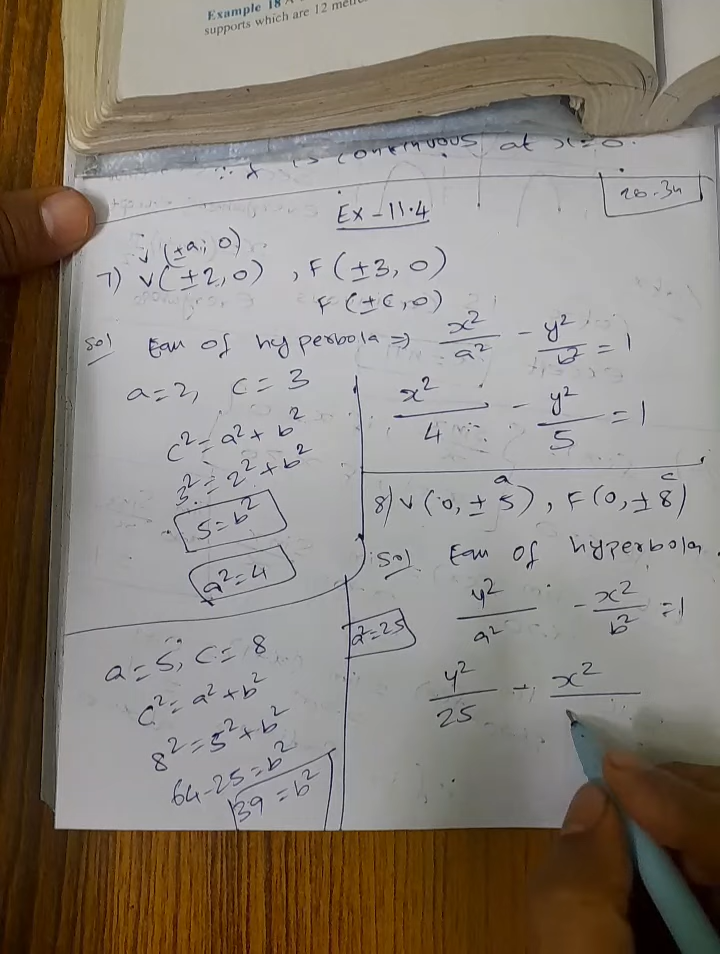 Example 18 A
supports which are 12 metre
∴ f is continuous at x=0.
Ex-11.4
26-34
V (±a, 0)
7) V(±2,0) , F(±3,0)
F(±c,0)
Sol Eqn of hyperbola ⇒ x²/a² - y²/b² = 1
a=2, c=3
c²=a²+b²
3²=2²+b²
5=b²
a²=4
x²/4 - y²/5 = 1
a c
8) V(0,±5), F(0,±8)
Sol Eqn of hyperbola.
y²/a² - x²/b² = 1
a²=25
y²/25 - x²/
a=5, c=8
c²=a²+b²
8²=5²+b²
64-25=b²
39=b²